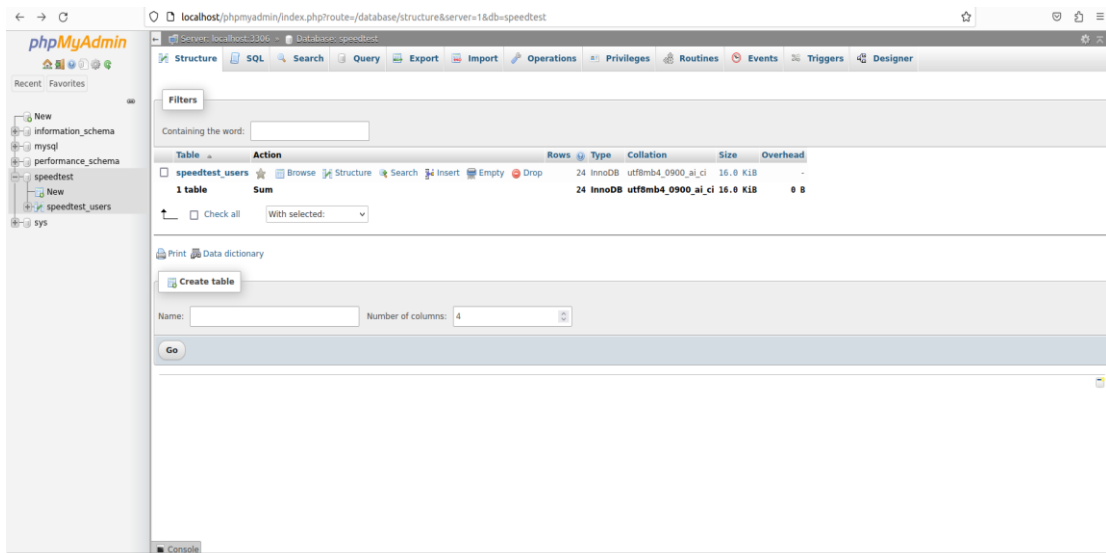 localhost/phpmyadmin/index.php?route=/database/structure&server=1&db=speedtest
phpMyAdmin
Recent Favorites
New
information_schema
mysql
performance_schema
speedtest
New
speedtest_users
sys
Server: localhost:3306 » Database: speedtest
Structure SQL Search Query Export Import Operations Privileges Routines Events Triggers Designer
Filters
Containing the word:
Table Action Rows Type Collation Size Overhead
speedtest_users Browse Structure Search Insert Empty Drop 24 InnoDB utf8mb4_0900_ai_ci 16.0 KiB -
1 table Sum 24 InnoDB utf8mb4_0900_ai_ci 16.0 KiB 0 B
Check all With selected:
Print Data dictionary
Create table
Name: Number of columns: 4
Go
Console